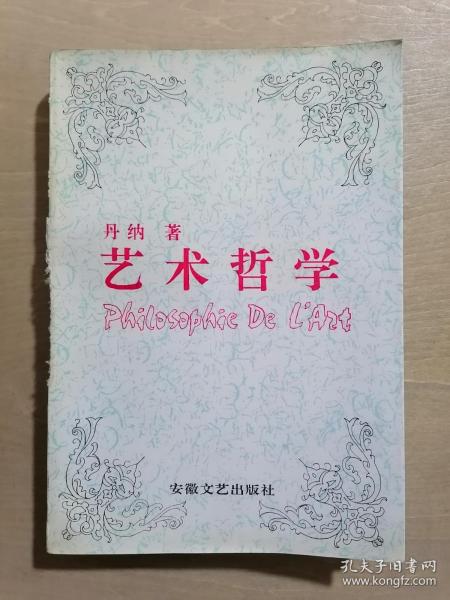 丹纳 著
艺术哲学
Philosophie De L'Art
安徽文艺出版社
孔夫子旧书网
www.kongfz.com